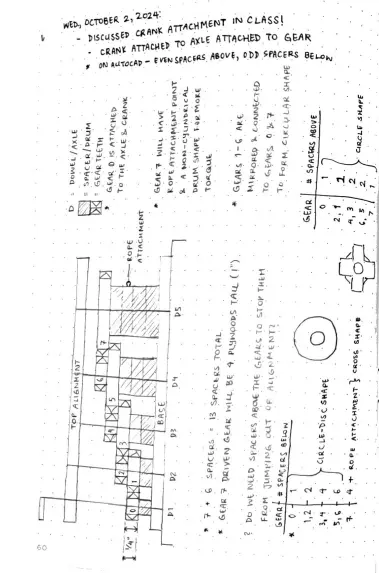 WED, OCTOBER 2, 2024:
- DISCUSSED CRANK ATTACHMENT IN CLASS!
- CRANK ATTACHED TO AXLE ATTACHED TO GEAR
* ON AUTOCAD - EVEN SPACERS ABOVE, ODD SPACERS BELOW
D = DOWEL/AXLE
= SPACER/DRUM
= GEAR TEETH
* GEAR 0 IS ATTACHED
TO THE AXLE & CRANK
* GEAR 7 WILL HAVE
ROPE ATTACHMENT POINT
& A NON-CYLINDRICAL
DRUM SHAPE FOR MORE
TORQUE
* GEARS 1-6 ARE
MIRRORED & CONNECTED
TO GEARS 0 & 7
TO FORM CIRCULAR SHAPE
TOP ALIGNMENT
ROPE
ATTACHMENT
0
1
2
3
4
5
6
7
BASE
1/4"
D1
D2
D3
D4
D5
* 7 + 6 SPACERS = 13 SPACERS TOTAL
* GEAR 7 DRIVEN GEAR WILL BE 4 PLYWOODS TALL (1")
? DO WE NEED SPACERS ABOVE THE GEARS TO STOP THEM
FROM JUMPING OUT OF ALIGNMENT?
* GEAR # SPACERS BELOW
0 - 1
1, 2 - 2
3, 4 - 4
5, 6 - 6
7 - 4 + ROPE ATTACHMENT } CROSS SHAPE
CIRCLE-DISC SHAPE
GEAR # SPACERS ABOVE
0 1
2, 1 2
4, 3 2
6, 5 2
7 1
CIRCLE SHAPE
60